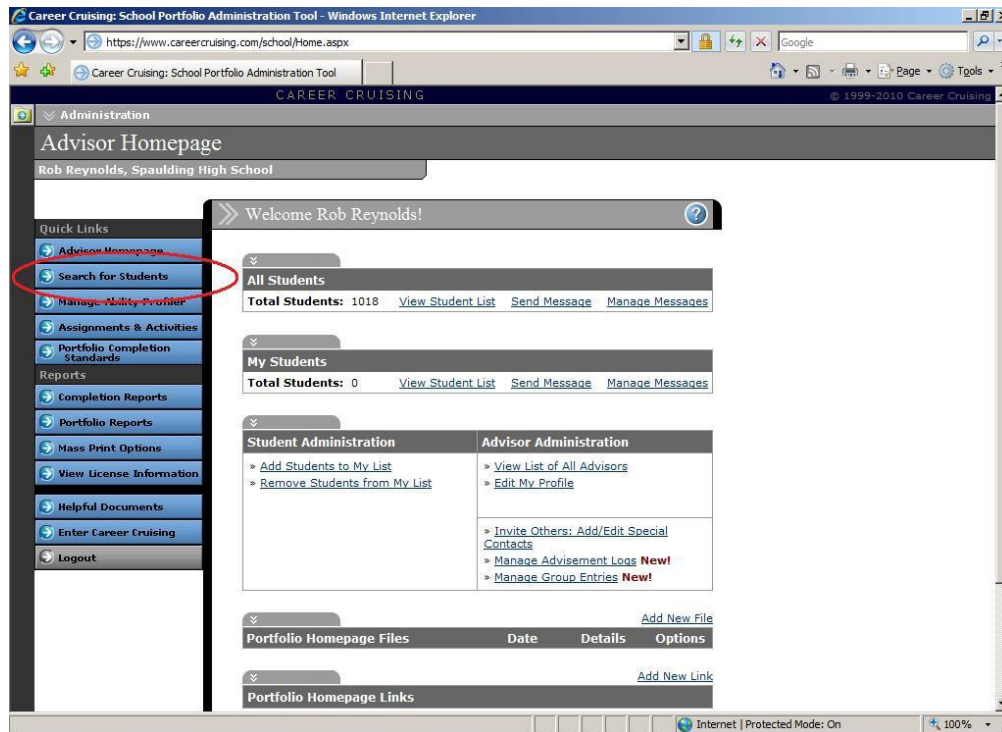 Career Cruising: School Portfolio Administration Tool - Windows Internet Explorer
https://www.careercruising.com/school/Home.aspx
Google
Career Cruising: School Portfolio Administration Tool
Page
Tools
CAREER CRUISING
© 1999-2010 Career Cruising
Administration
Advisor Homepage
Rob Reynolds, Spaulding High School
Welcome Rob Reynolds!
?
Quick Links
Advisor Homepage
Search for Students
Manage Ability Profiler
Assignments & Activities
Portfolio Completion
Standards
Reports
Completion Reports
Portfolio Reports
Mass Print Options
View License Information
Helpful Documents
Enter Career Cruising
Logout
All Students
Total Students: 1018 View Student List Send Message Manage Messages
My Students
Total Students: 0 View Student List Send Message Manage Messages
Student Administration
» Add Students to My List
» Remove Students from My List
Advisor Administration
» View List of All Advisors
» Edit My Profile
» Invite Others: Add/Edit Special
Contacts
» Manage Advisement Logs New!
» Manage Group Entries New!
Add New File
Portfolio Homepage Files Date Details Options
Add New Link
Portfolio Homepage Links
Internet | Protected Mode: On
100%